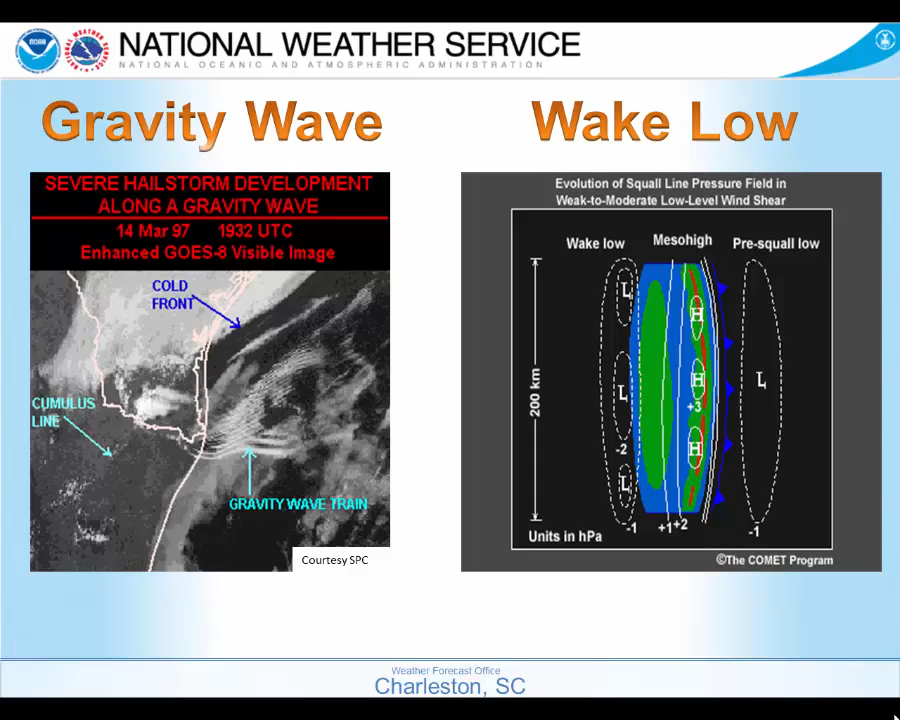 NATIONAL WEATHER SERVICE
NATIONAL OCEANIC AND ATMOSPHERIC ADMINISTRATION
Gravity Wave
Wake Low
SEVERE HAILSTORM DEVELOPMENT
ALONG A GRAVITY WAVE
14 Mar 97 1932 UTC
Enhanced GOES-8 Visible Image
COLD
FRONT
CUMULUS
LINE
GRAVITY WAVE TRAIN
Courtesy SPC
Evolution of Squall Line Pressure Field in
Weak-to-Moderate Low-Level Wind Shear
Wake low
Mesohigh
Pre-squall low
L
H
200 km
L
H
L
+3
-2
H
L
-1
+1
+2
-1
Units in hPa
©The COMET Program
Weather Forecast Office
Charleston, SC